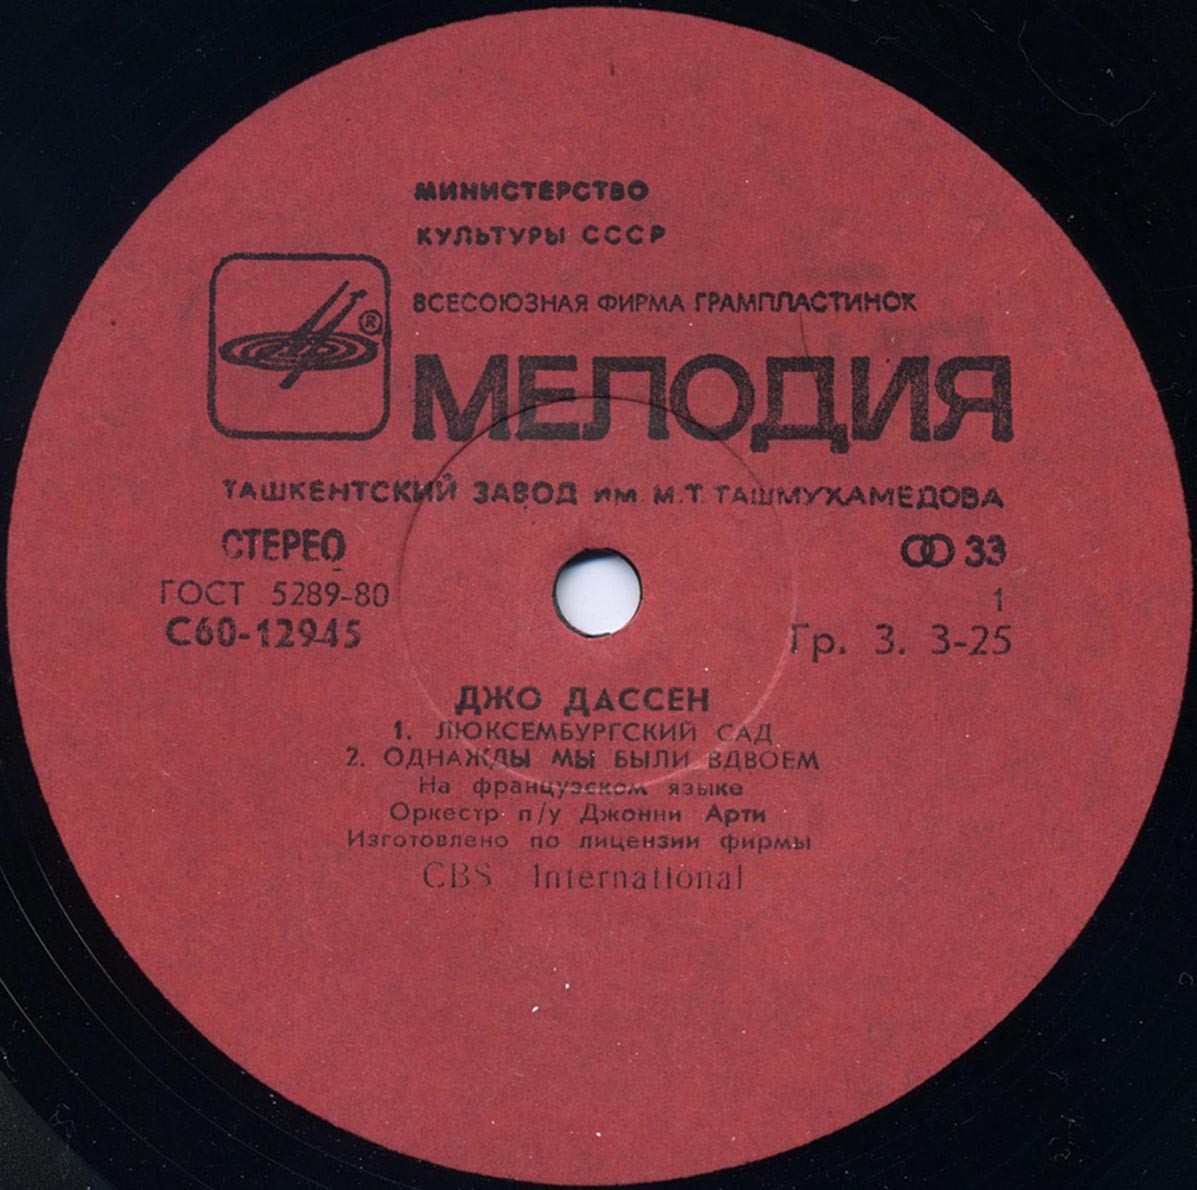 МИНИСТЕРСТВО
КУЛЬТУРЫ СССР
ВСЕСОЮЗНАЯ ФИРМА ГРАМПЛАСТИНОК
®
МЕЛОДИЯ
ТАШКЕНТСКИЙ ЗАВОД им М.Т.ТАШМУХАМЕДОВА
СТЕРЕО 33
ГОСТ 5289-80 1
С60-12945 Гр. 3. 3-25
ДЖО ДАССЕН
1. ЛЮКСЕМБУРГСКИЙ САД
2. ОДНАЖДЫ МЫ БЫЛИ ВДВОЕМ
На французском языке
Оркестр п/у Джонни Арти
Изготовлено по лицензии фирмы
CBS International